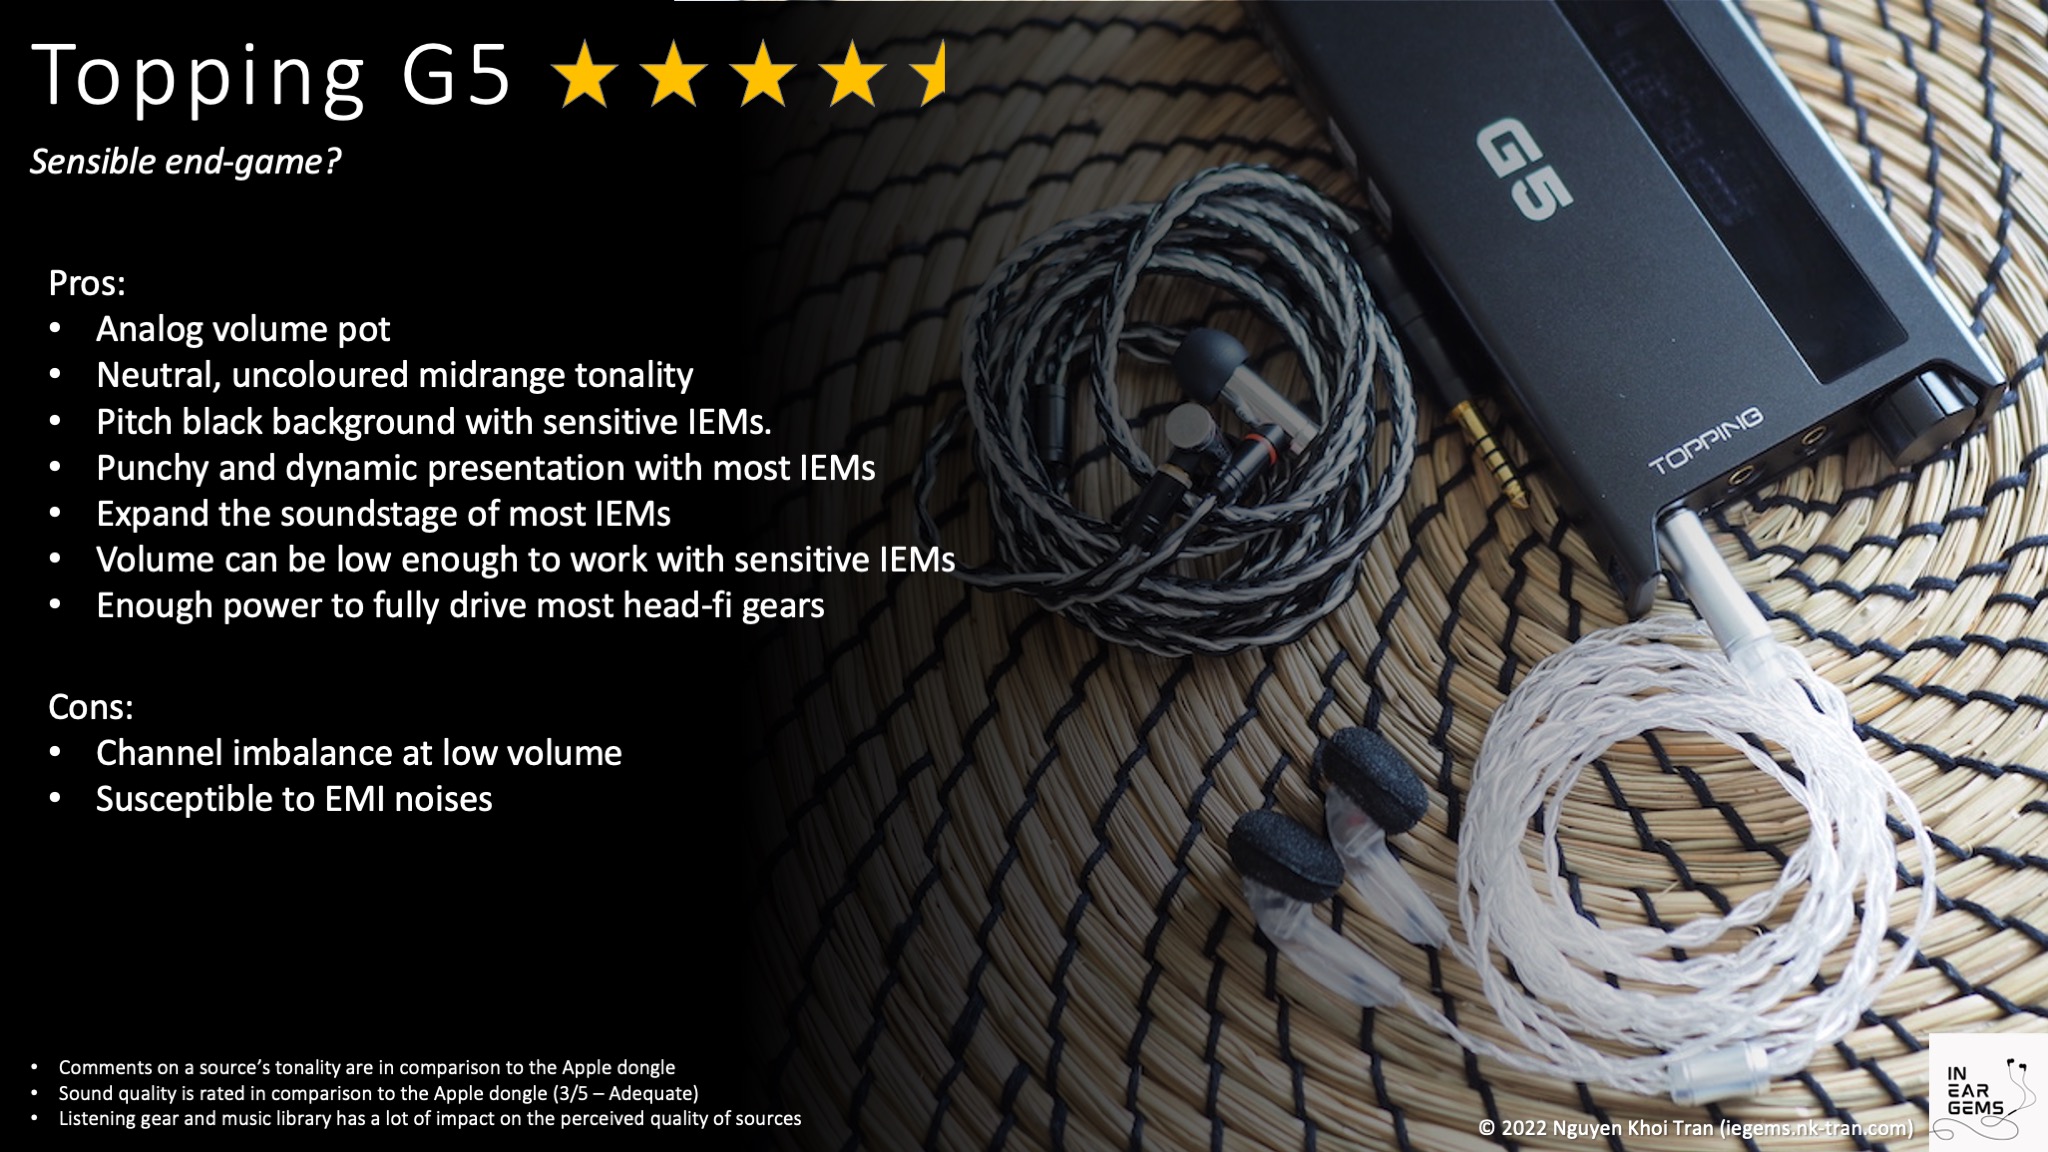 Topping G5
Sensible end-game?
Pros:
• Analog volume pot
• Neutral, uncoloured midrange tonality
• Pitch black background with sensitive IEMs.
• Punchy and dynamic presentation with most IEMs
• Expand the soundstage of most IEMs
• Volume can be low enough to work with sensitive IEMs
• Enough power to fully drive most head-fi gears
Cons:
• Channel imbalance at low volume
• Susceptible to EMI noises
• Comments on a source’s tonality are in comparison to the Apple dongle
• Sound quality is rated in comparison to the Apple dongle (3/5 – Adequate)
• Listening gear and music library has a lot of impact on the perceived quality of sources
G5
TOPPING
© 2022 Nguyen Khoi Tran (iegems.nk-tran.com)
IN
EAR
GEMS